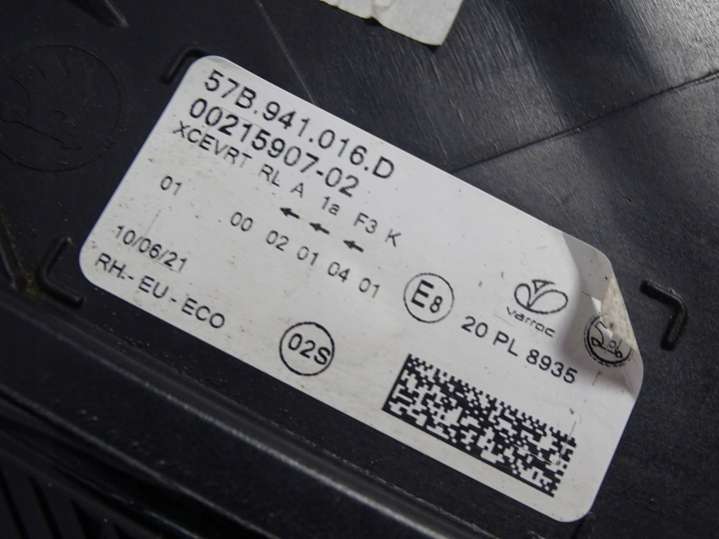 57B.941.016.D
00215907-02
XCEVRT RL A 1a F3 K
01 00 02 01 04 01
10/06/21
RH.- EU - ECO
02S
E8
20 PL 8935
varroc